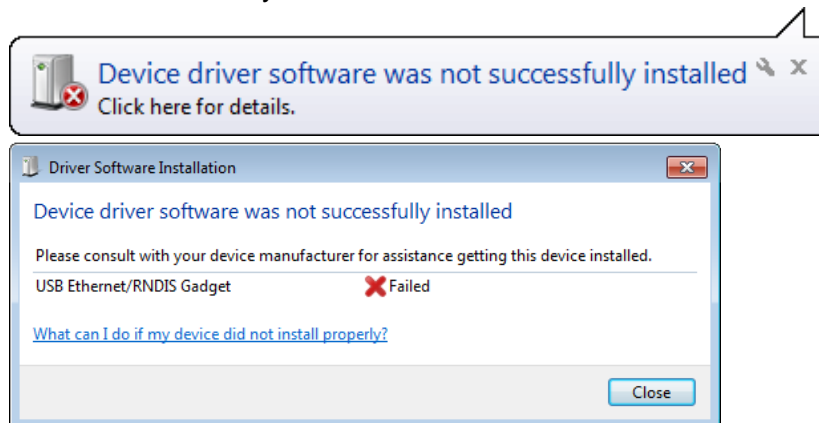 Device driver software was not successfully installed
Click here for details.
Driver Software Installation
Device driver software was not successfully installed
Please consult with your device manufacturer for assistance getting this device installed.
USB Ethernet/RNDIS Gadget Failed
What can I do if my device did not install properly?
Close